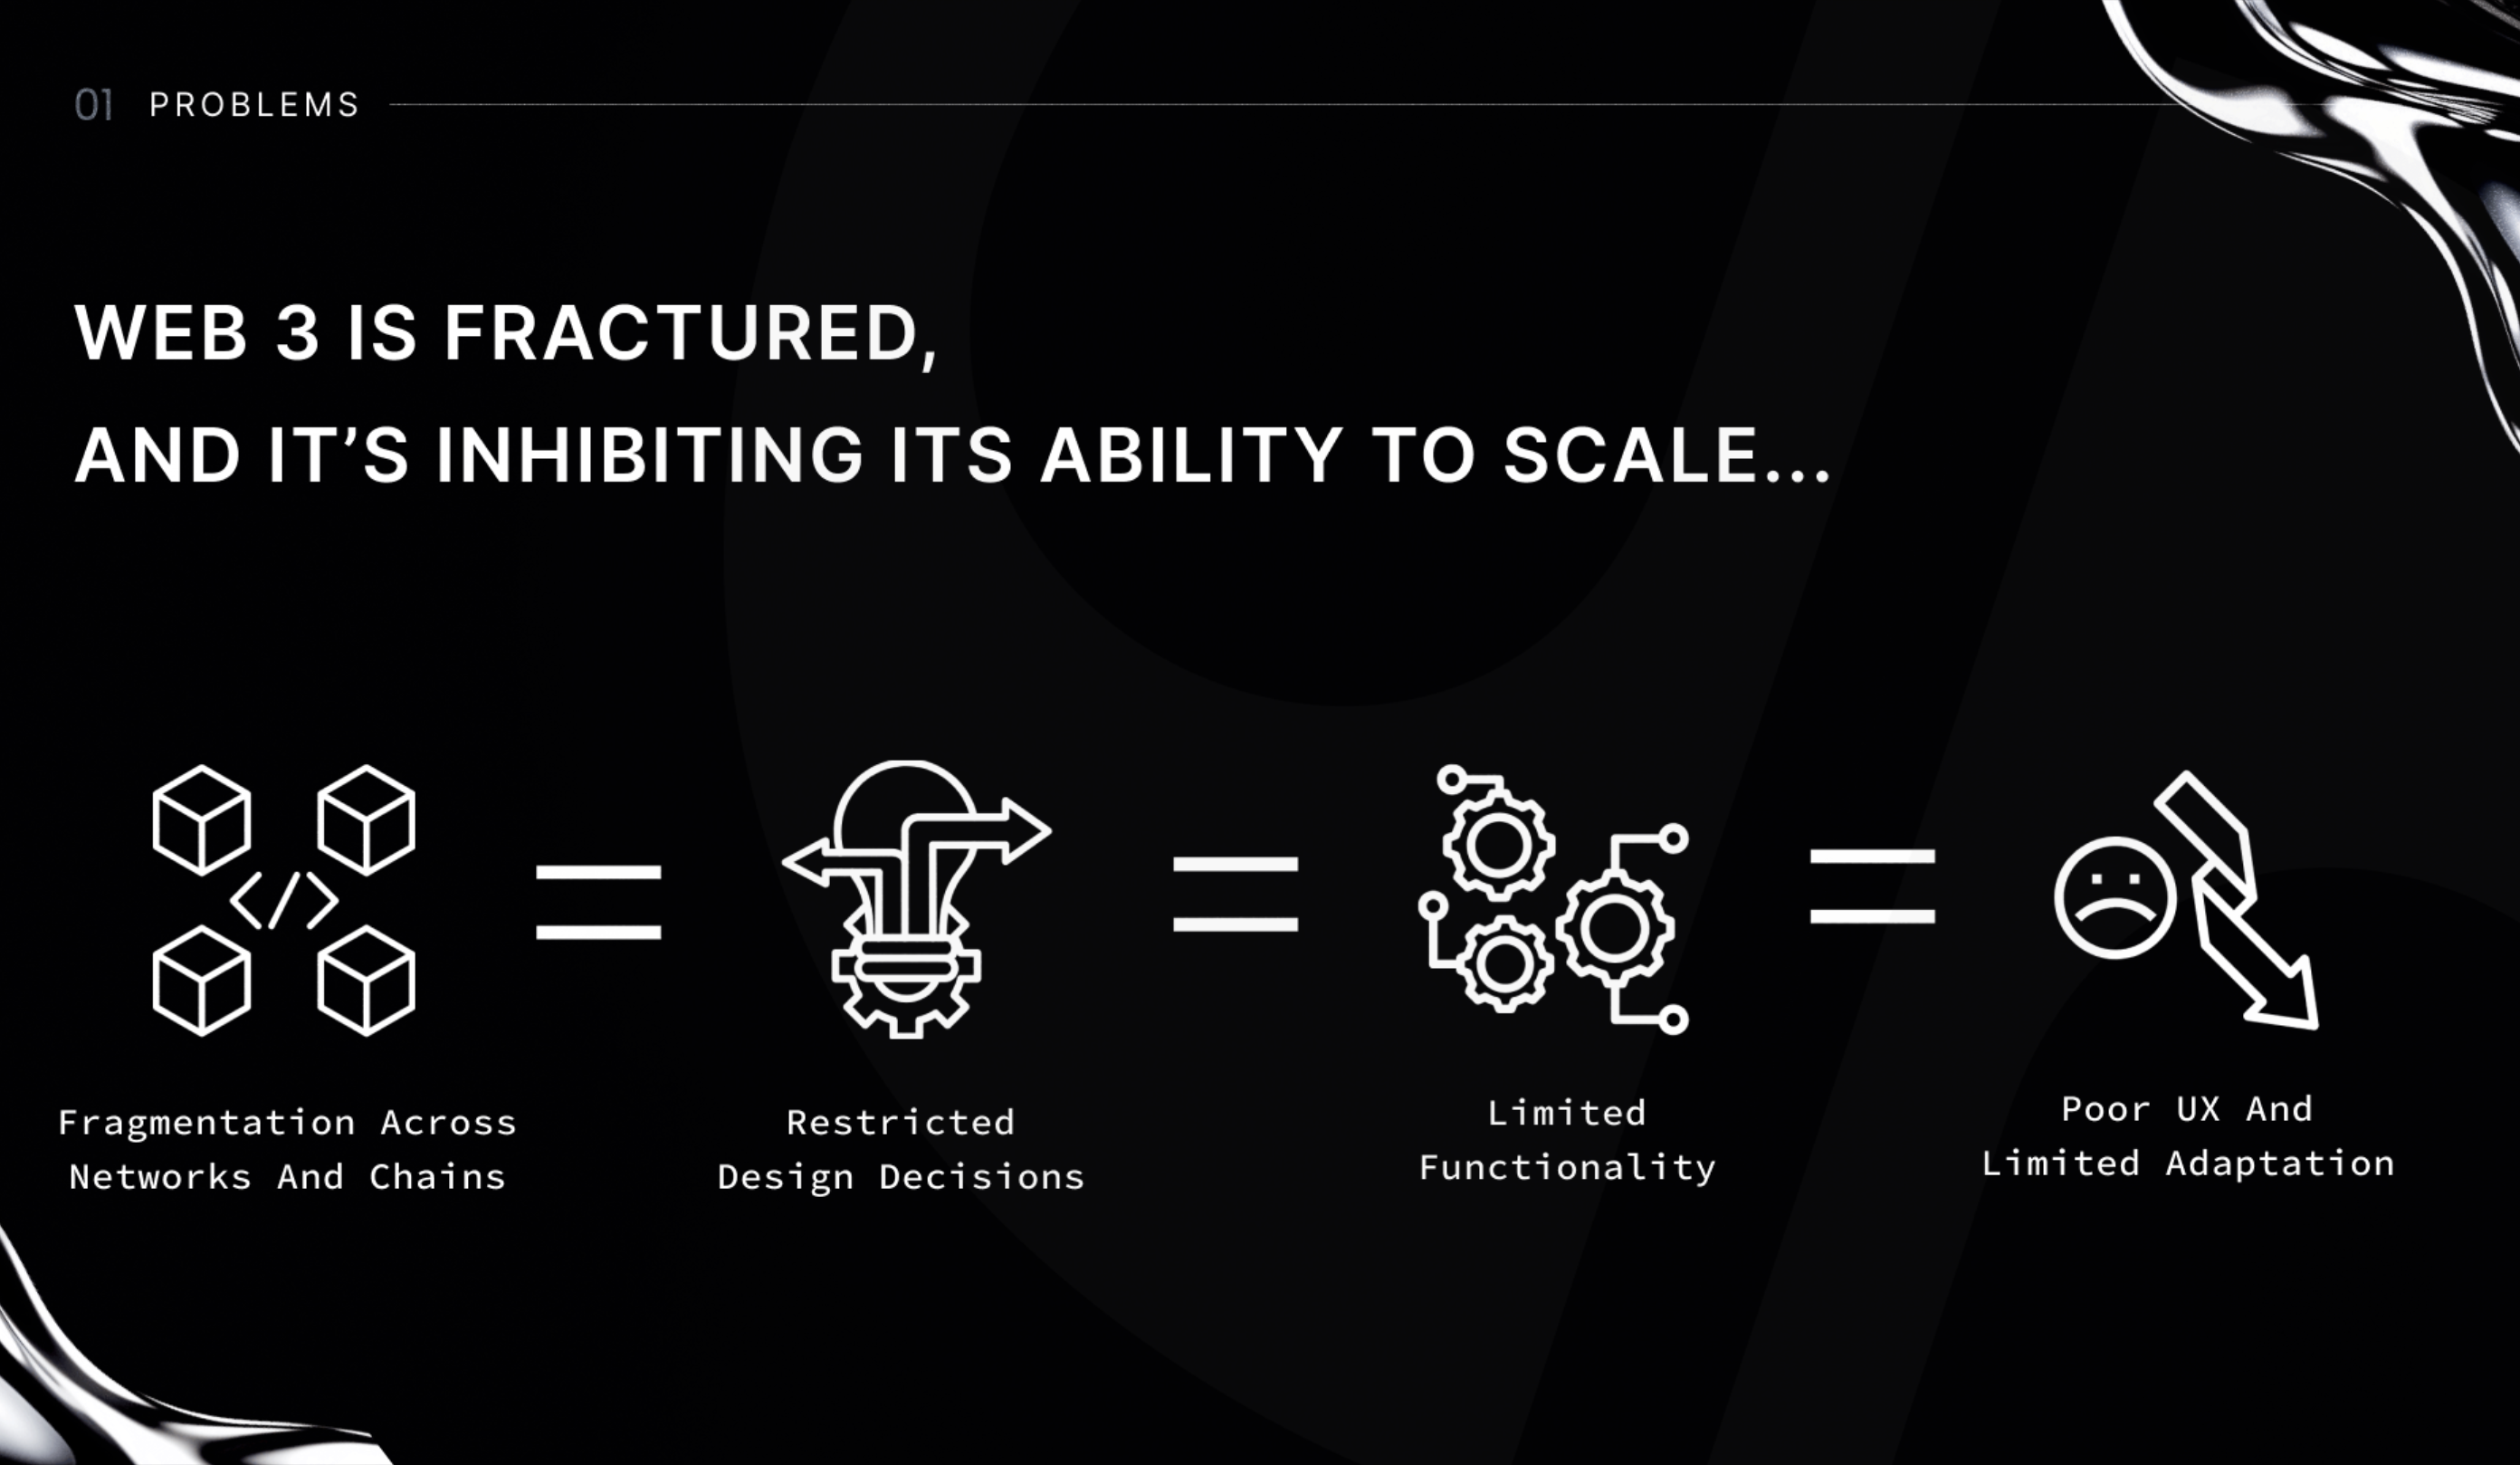 01 PROBLEMS
WEB 3 IS FRACTURED,
AND IT’S INHIBITING ITS ABILITY TO SCALE...
Fragmentation Across
Networks And Chains
Restricted
Design Decisions
Limited
Functionality
Poor UX And
Limited Adaptation